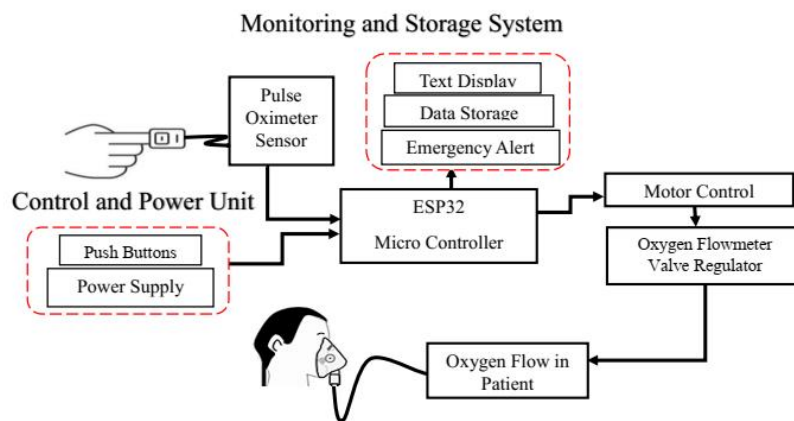 Monitoring and Storage System
Text Display
Data Storage
Emergency Alert
Pulse
Oximeter
Sensor
Control and Power Unit
Push Buttons
Power Supply
ESP32
Micro Controller
Motor Control
Oxygen Flowmeter
Valve Regulator
Oxygen Flow in
Patient